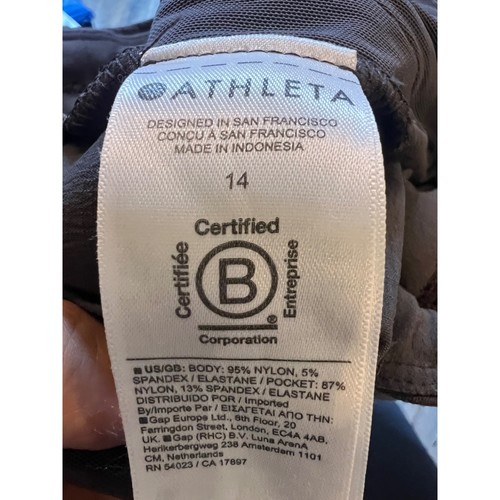 ATHLETA
DESIGNED IN SAN FRANCISCO
CONÇU À SAN FRANCISCO
MADE IN INDONESIA
14
Certified
Certifiée
B
Entreprise
®
Corporation
■ US/GB: BODY: 95% NYLON, 5%
SPANDEX / ELASTANE / POCKET: 87%
NYLON, 13% SPANDEX / ELASTANE
DISTRIBUIDO POR / Imported
By/Importe Par / ΕΙΣΑΓΕΤΑΙ ΑΠΟ ΤΗΝ:
■ Gap Europe Ltd., 6th Floor, 20
Farringdon Street, London, EC4A 4AB,
UK. ■ Gap (RHC) B.V. Luna ArenA
Herikerbergweg 238 Amsterdam 1101
CM, Netherlands
RN 54023 / CA 17897